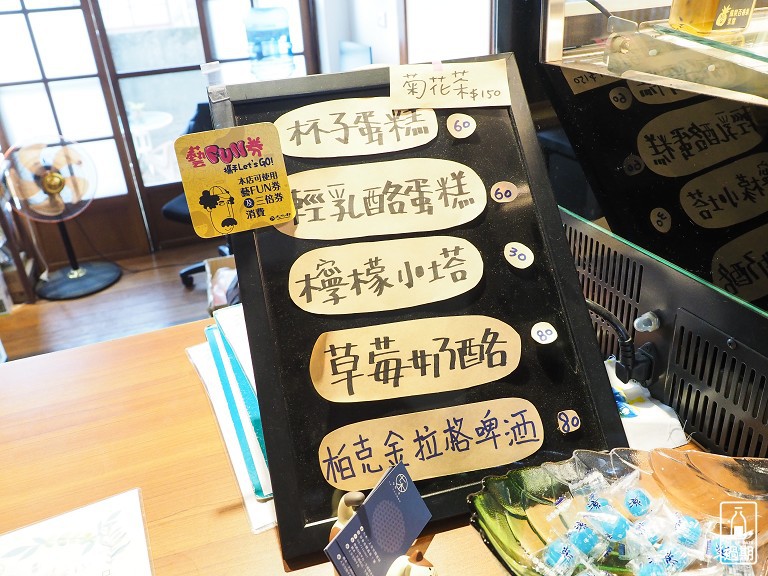 菊花茶$150
杯子蛋糕 60
輕乳酪蛋糕 60
檸檬小塔 30
草莓奶酪 80
柏克金拉格啤酒 80
藝FUN券
攜手Let'sGO!
本店可使用
藝FUN券
及三倍券
消費